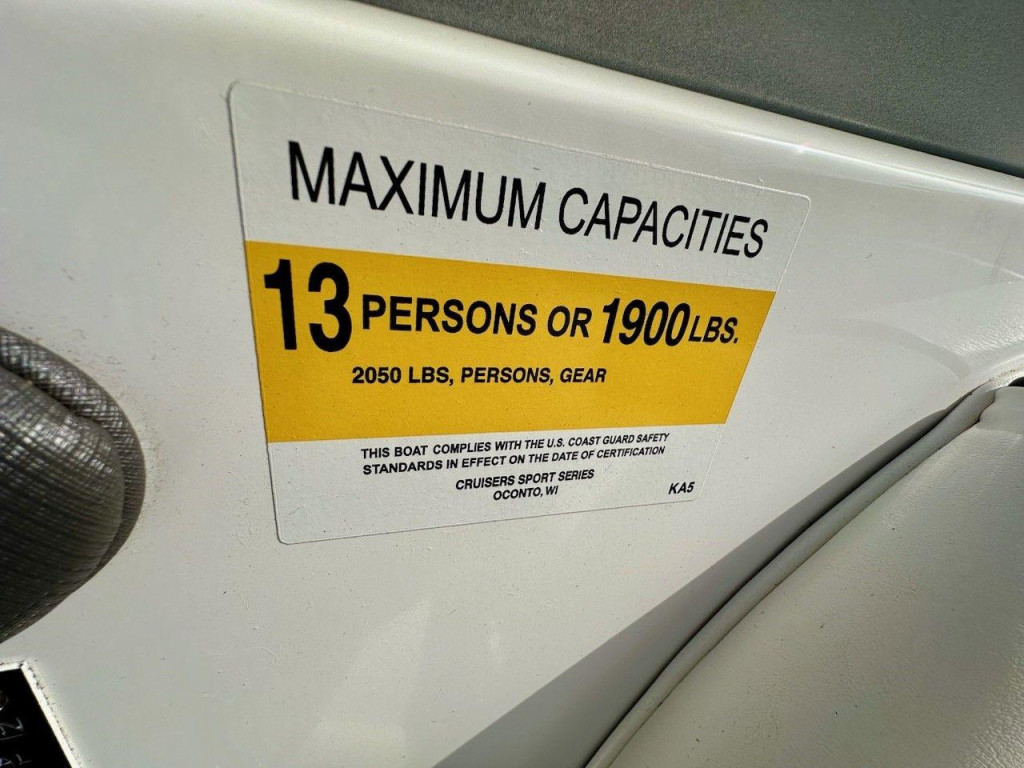 MAXIMUM CAPACITIES
13 PERSONS OR 1900 LBS.
2050 LBS, PERSONS, GEAR
THIS BOAT COMPLIES WITH THE U.S. COAST GUARD SAFETY
STANDARDS IN EFFECT ON THE DATE OF CERTIFICATION
CRUISERS SPORT SERIES
OCONTO, WI
KA5